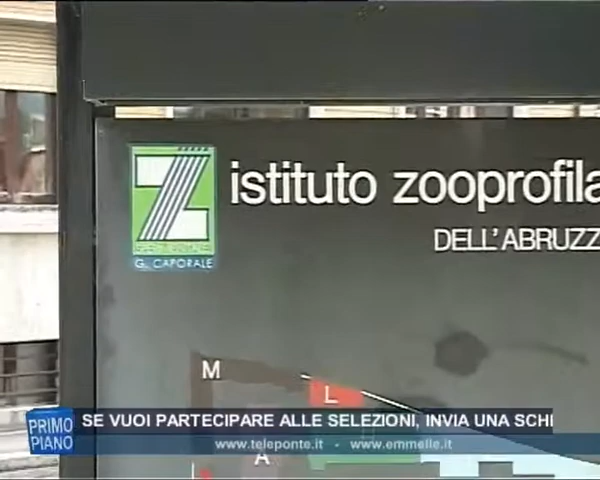 istituto zooprofila
DELL'ABRUZZ
Z
G. CAPORALE
M
L
A
PRIMO PIANO
SE VUOI PARTECIPARE ALLE SELEZIONI, INVIA UNA SCHI
www.teleponte.it - www.emmelle.it